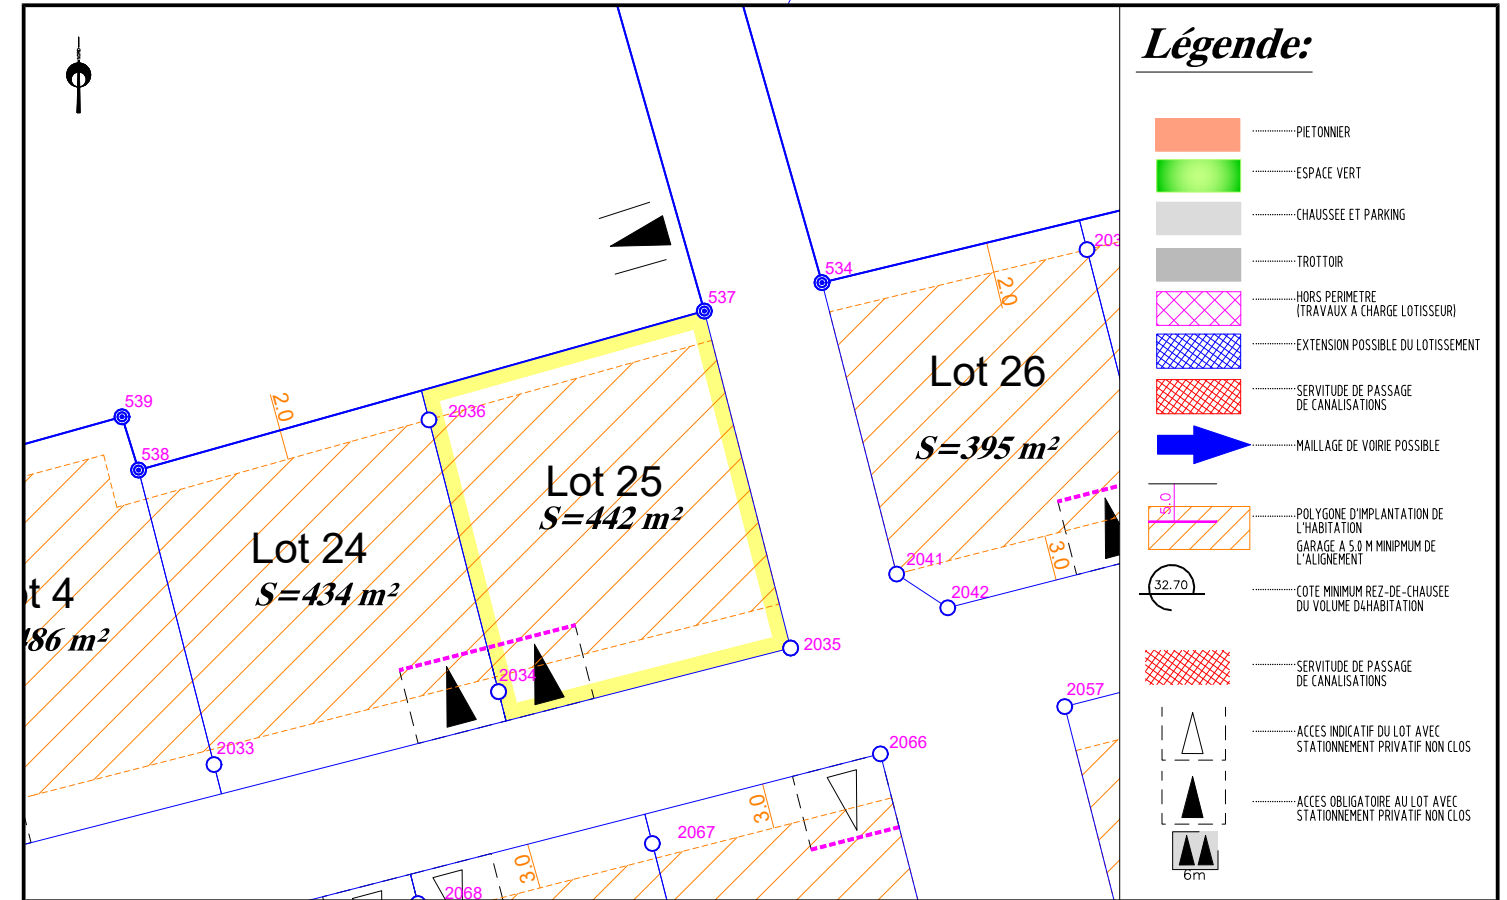 539
538
2.0
2036
537
534
203
2.0
Lot 26
S=395 m²
Lot 25
S=442 m²
Lot 24
S=434 m²
t 4
486 m²
2041
3.0
2042
2035
2034
2033
2057
2066
3.0
2067
3.0
2068
Légende:
PIETONNIER
ESPACE VERT
CHAUSSEE ET PARKING
TROTTOIR
HORS PERIMETRE
(TRAVAUX A CHARGE LOTISSEUR)
EXTENSION POSSIBLE DU LOTISSEMENT
SERVITUDE DE PASSAGE
DE CANALISATIONS
MAILLAGE DE VOIRIE POSSIBLE
5.0
POLYGONE D'IMPLANTATION DE
L'HABITATION
GARAGE A 5.0 M MINIPMUM DE
L'ALIGNEMENT
32.70
COTE MINIMUM REZ-DE-CHAUSEE
DU VOLUME D4HABITATION
SERVITUDE DE PASSAGE
DE CANALISATIONS
ACCES INDICATIF DU LOT AVEC
STATIONNEMENT PRIVATIF NON CLOS
ACCES OBLIGATOIRE AU LOT AVEC
STATIONNEMENT PRIVATIF NON CLOS
6m